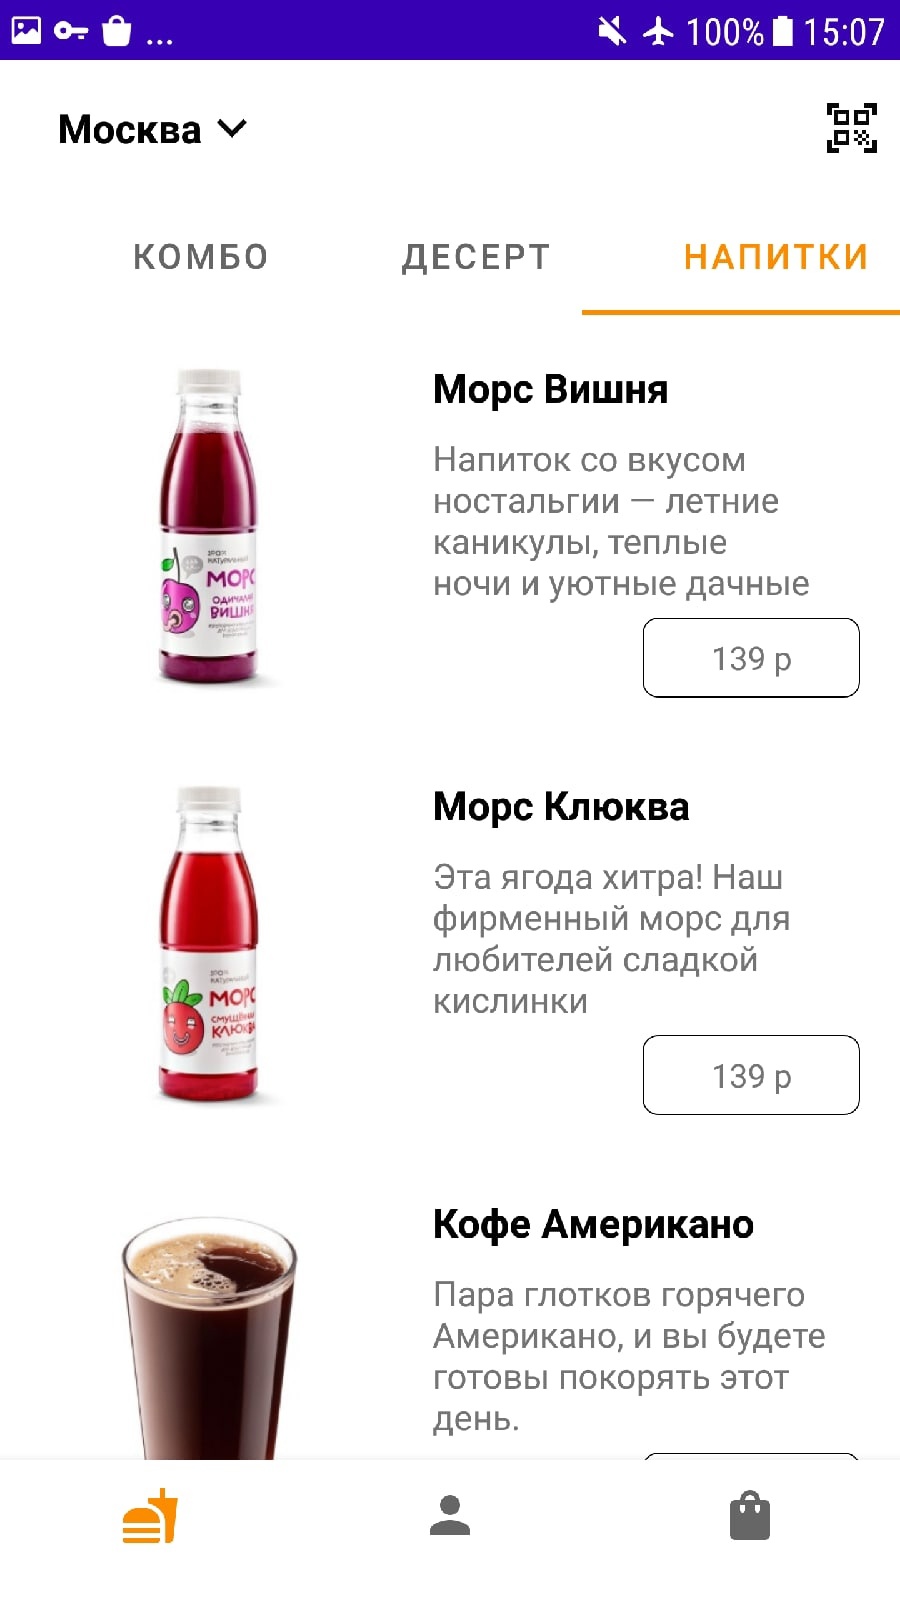 ... 100% 15:07
Москва
КОМБО ДЕСЕРТ НАПИТКИ
Морс Вишня
Напиток со вкусом
ностальгии — летние
каникулы, теплые
ночи и уютные дачные
МОРС
ВИШНЯ
139 р
Морс Клюква
Эта ягода хитра! Наш
фирменный морс для
любителей сладкой
кислинки
МОРС
КЛЮКВА
139 р
Кофе Американо
Пара глотков горячего
Американо, и вы будете
готовы покорять этот
день.